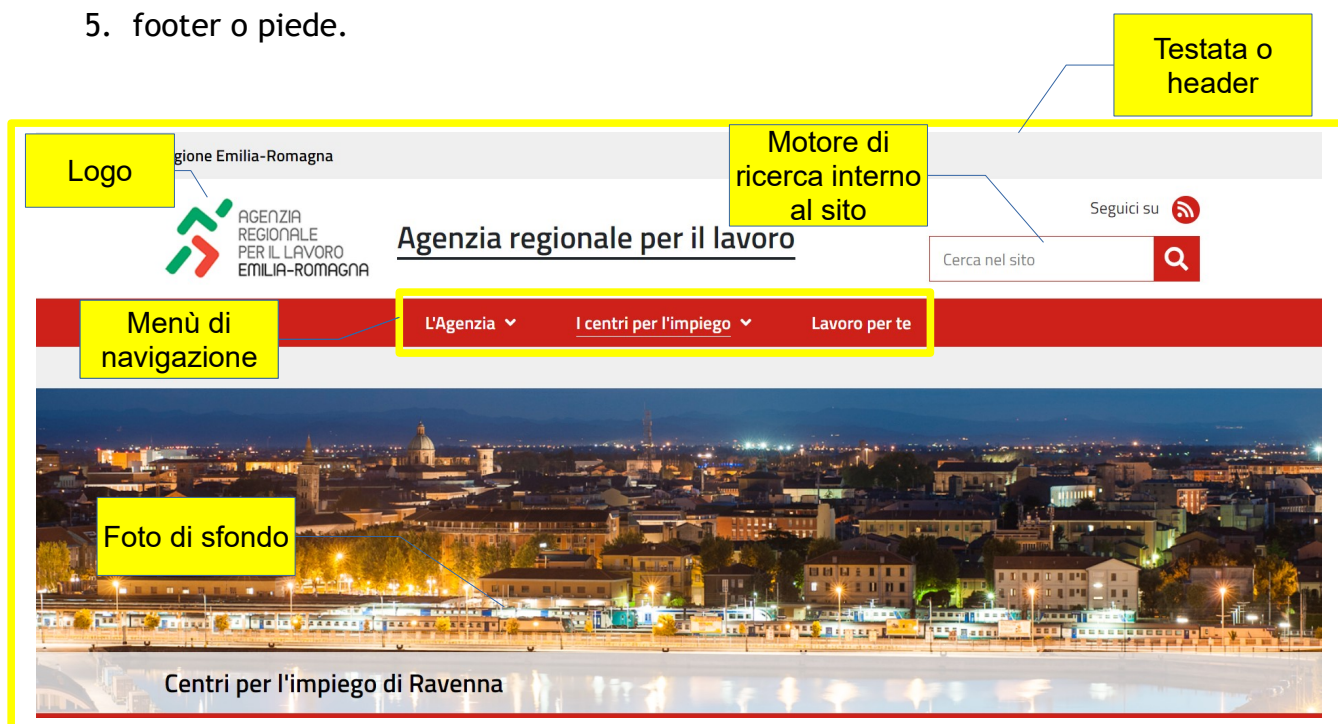 5. footer o piede.
Testata o
header
Logo
gione Emilia-Romagna
Motore di
ricerca interno
al sito
Seguici su
AGENZIA
REGIONALE
PER IL LAVORO
EMILIA-ROMAGNA
Agenzia regionale per il lavoro
Cerca nel sito
Menù di
navigazione
L'Agenzia
I centri per l'impiego
Lavoro per te
Foto di sfondo
Centri per l'impiego di Ravenna